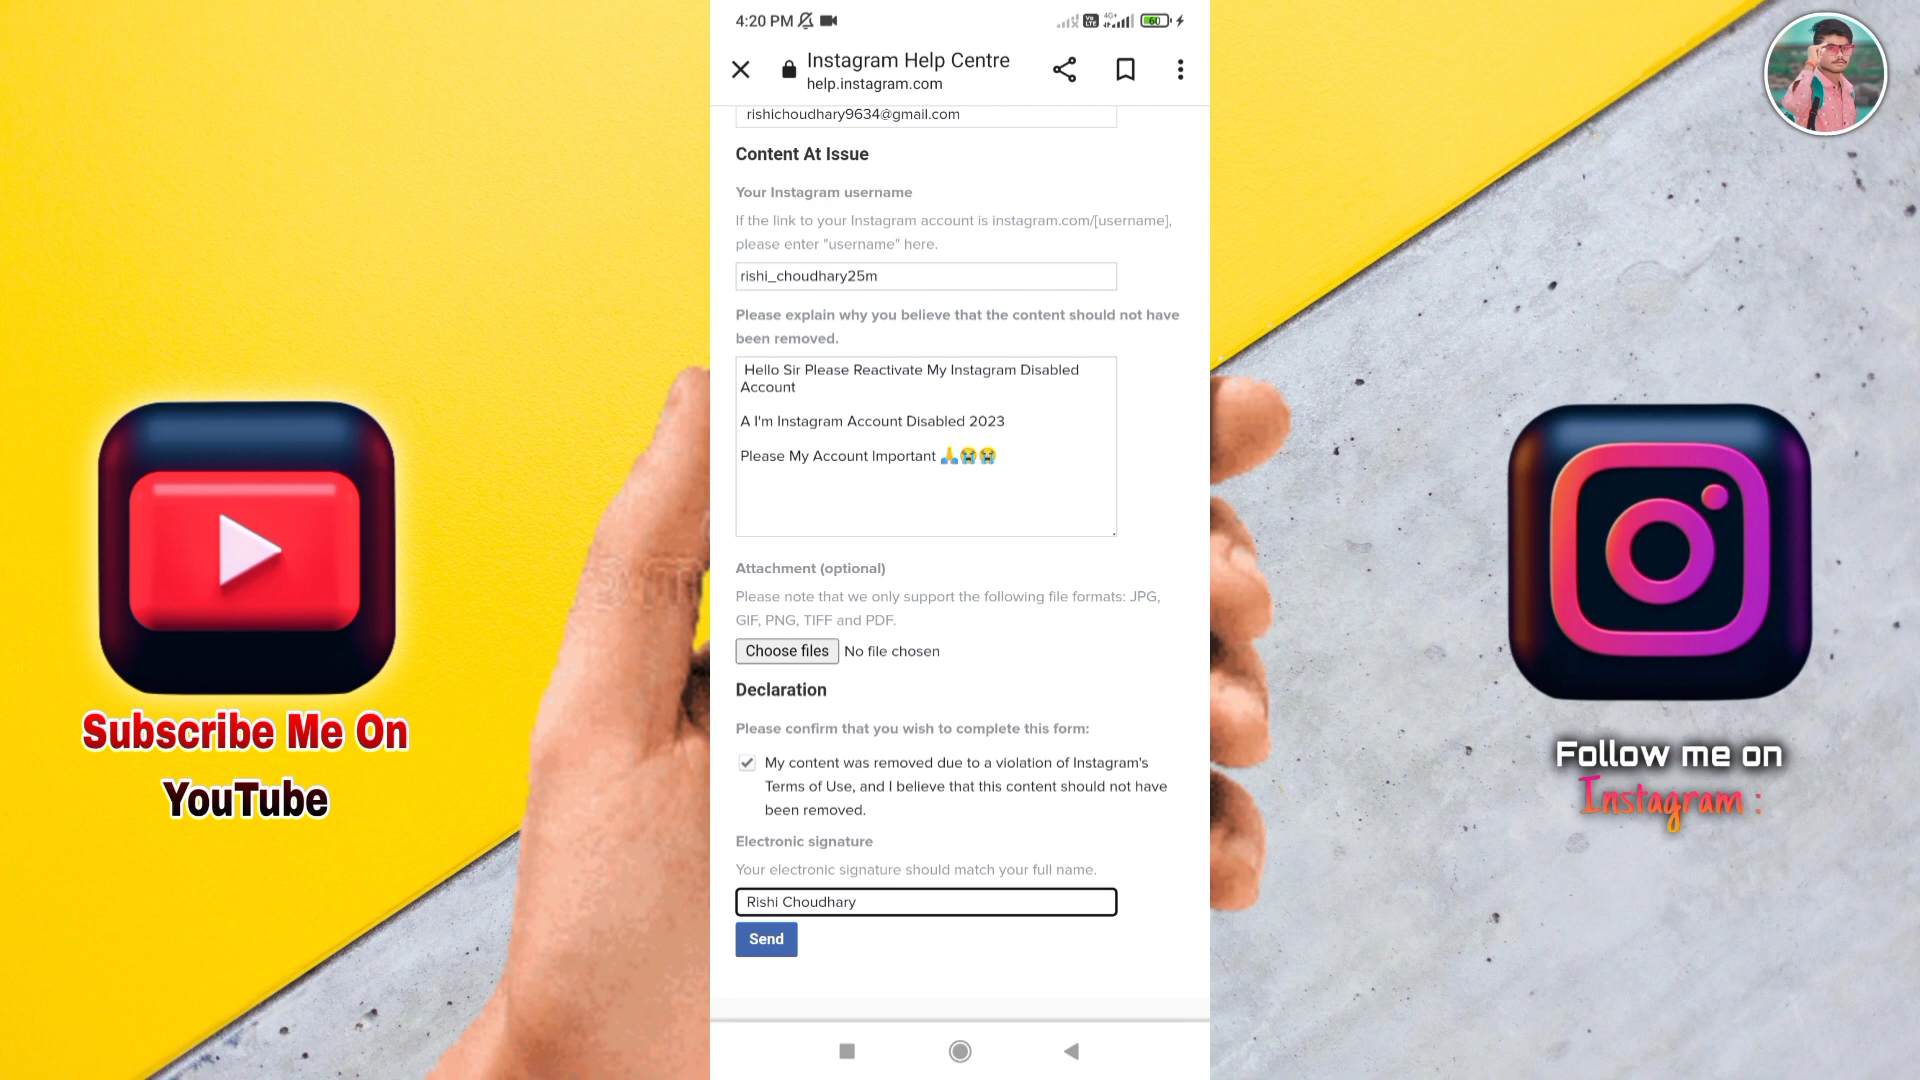 4:20 PM
Vo LTE
4G+
60
Instagram Help Centre
help.instagram.com
rishichoudhary9634@gmail.com
Content At Issue
Your Instagram username
If the link to your Instagram account is instagram.com/[username],
please enter "username" here.
rishi_choudhary25m
Please explain why you believe that the content should not have
been removed.
Hello Sir Please Reactivate My Instagram Disabled
Account
A I'm Instagram Account Disabled 2023
Please My Account Important 🙏😭😭
Attachment (optional)
Please note that we only support the following file formats: JPG,
GIF, PNG, TIFF and PDF.
Choose files No file chosen
Declaration
Please confirm that you wish to complete this form:
My content was removed due to a violation of Instagram's
Terms of Use, and I believe that this content should not have
been removed.
Electronic signature
Your electronic signature should match your full name.
Rishi Choudhary
Send
Subscribe Me On
YouTube
Follow me on
Instagram :